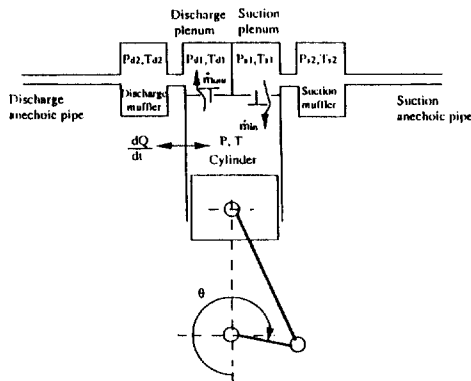 Discharge plenum
Suction plenum
Pd2,Td2
Pd1,Td1
Ps1,Ts1
Ps2,Ts2
Discharge muffler
Suction muffler
Discharge anechoic pipe
Suction anechoic pipe
ṁout
ṁin
dQ
dt
P, T
Cylinder
θ